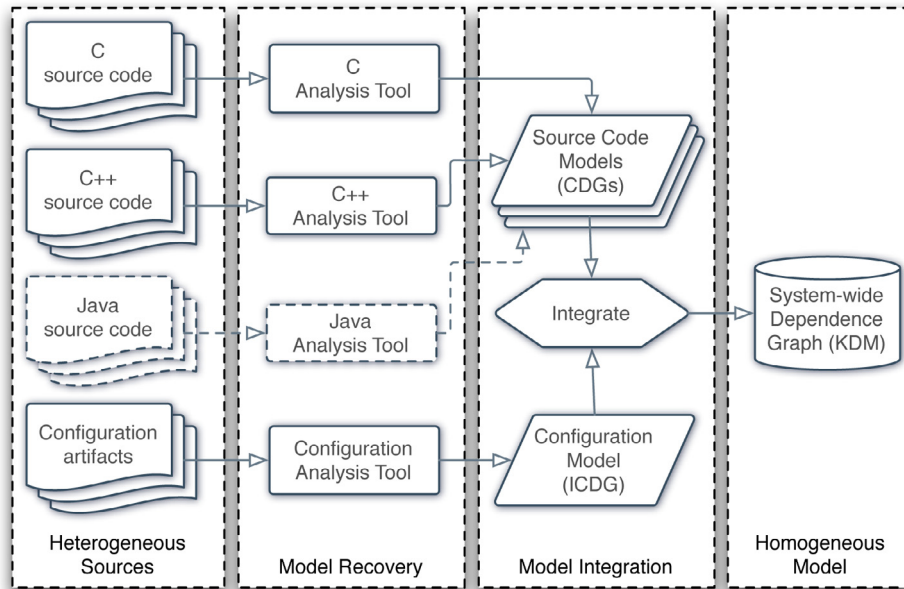 C
source code
C++
source code
Java
source code
Configuration
artifacts
Heterogeneous
Sources
C
Analysis Tool
C++
Analysis Tool
Java
Analysis Tool
Configuration
Analysis Tool
Model Recovery
Source Code
Models
(CDGs)
Integrate
Configuration
Model
(ICDG)
Model Integration
System-wide
Dependence
Graph (KDM)
Homogeneous
Model